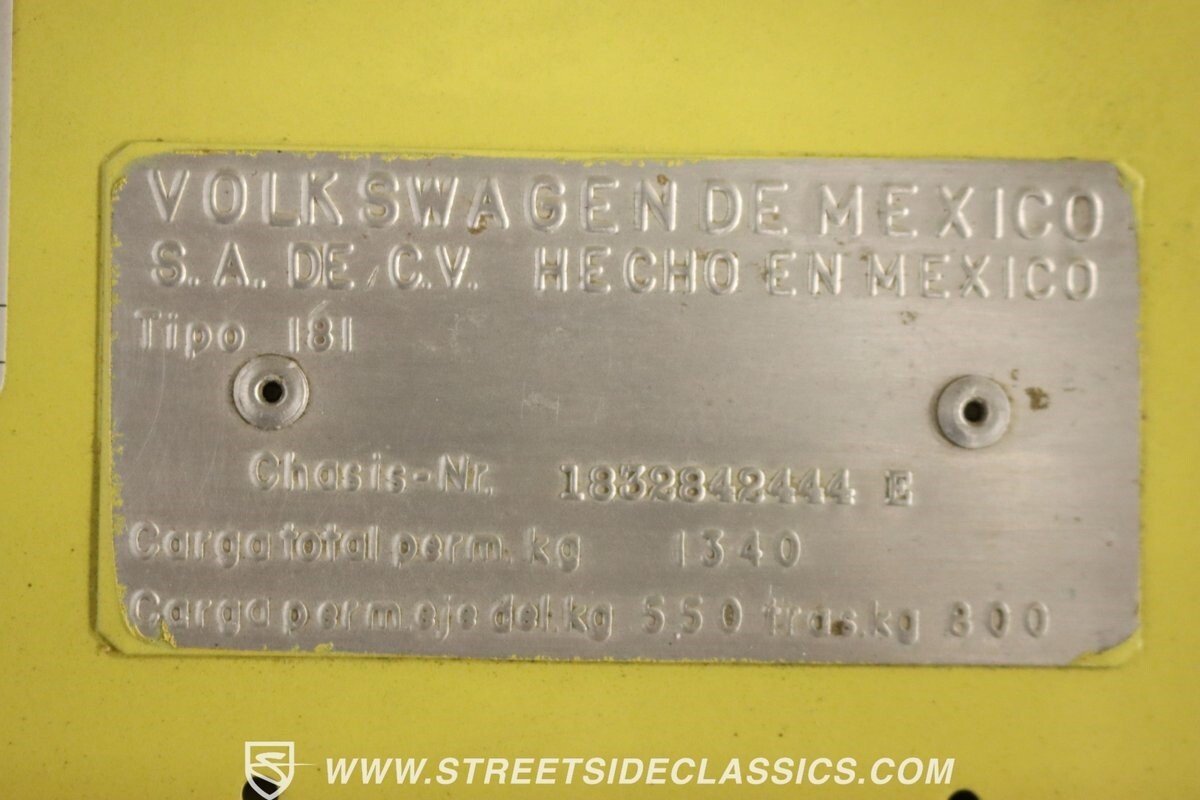 VOLKSWAGEN DE MEXICO
S.A. DE C.V. HECHO EN MEXICO
Tipo 181
Chasis-Nr. 1832842444 E
Carga total perm. kg 1340
Carga perm.eje del.kg 550 tras.kg 800
WWW.STREETSIDECLASSICS.COM